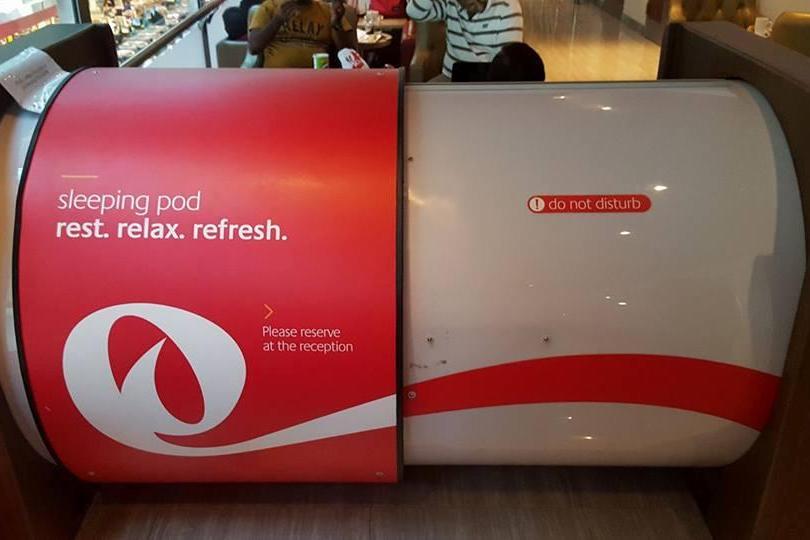 sleeping pod
rest. relax. refresh.
Please reserve
at the reception
! do not disturb